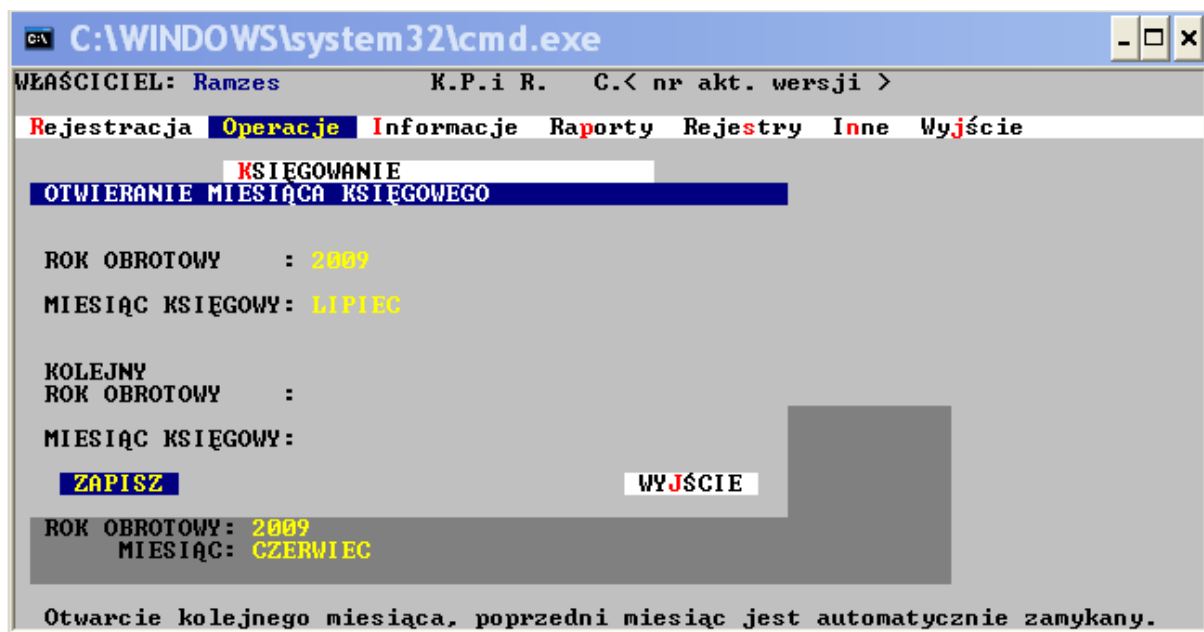 C:\WINDOWS\system32\cmd.exe
WŁAŚCICIEL: Ramzes K.P.i R. C.< nr akt. wersji >
Rejestracja Operacje Informacje Raporty Rejestry Inne Wyjście
KSIĘGOWANIE
OTWIERANIE MIESIĄCA KSIĘGOWEGO
ROK OBROTOWY : 2009
MIESIĄC KSIĘGOWY: LIPIEC
KOLEJNY
ROK OBROTOWY :
MIESIĄC KSIĘGOWY:
ZAPISZ WYJŚCIE
ROK OBROTOWY: 2009
MIESIĄC: CZERWIEC
Otwarcie kolejnego miesiąca, poprzedni miesiąc jest automatycznie zamykany.